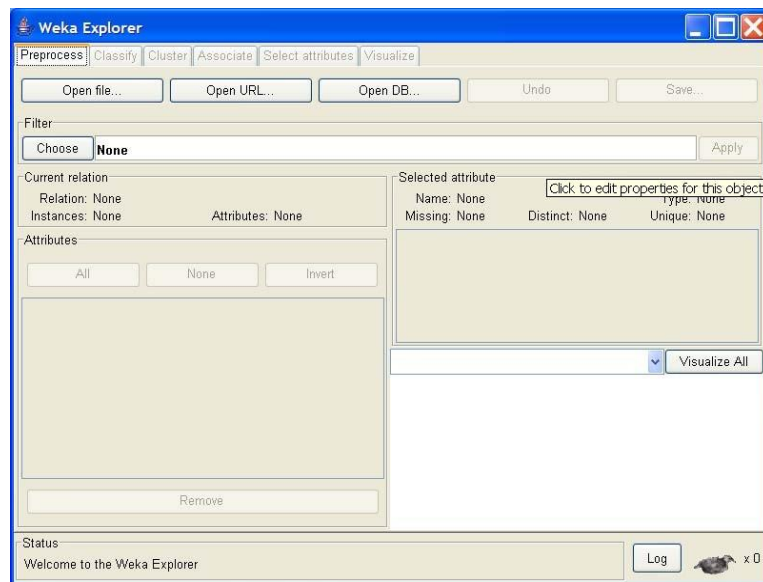 Weka Explorer
Preprocess Classify Cluster Associate Select attributes Visualize
Open file... Open URL... Open DB... Undo Save...
Filter
Choose None Apply
Current relation
Relation: None
Instances: None Attributes: None
Selected attribute
Click to edit properties for this object
Name: None Type: None
Missing: None Distinct: None Unique: None
Attributes
All None Invert
Visualize All
Remove
Status
Welcome to the Weka Explorer
Log x 0